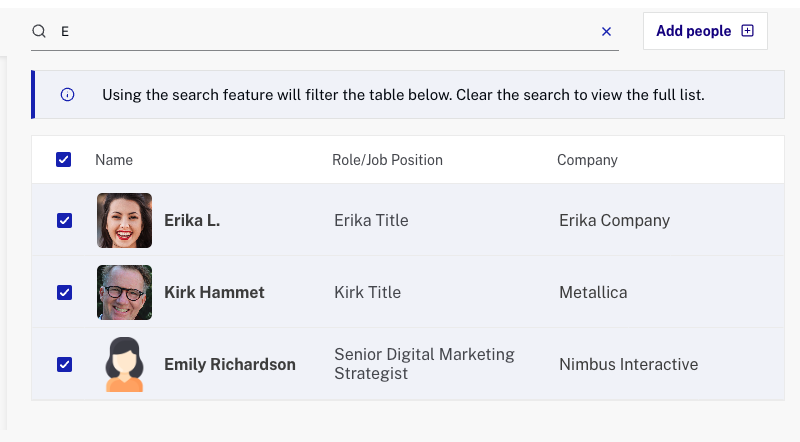 E
Add people
Using the search feature will filter the table below. Clear the search to view the full list.
Name Role/Job Position Company
Erika L. Erika Title Erika Company
Kirk Hammet Kirk Title Metallica
Emily Richardson Senior Digital Marketing Strategist Nimbus Interactive